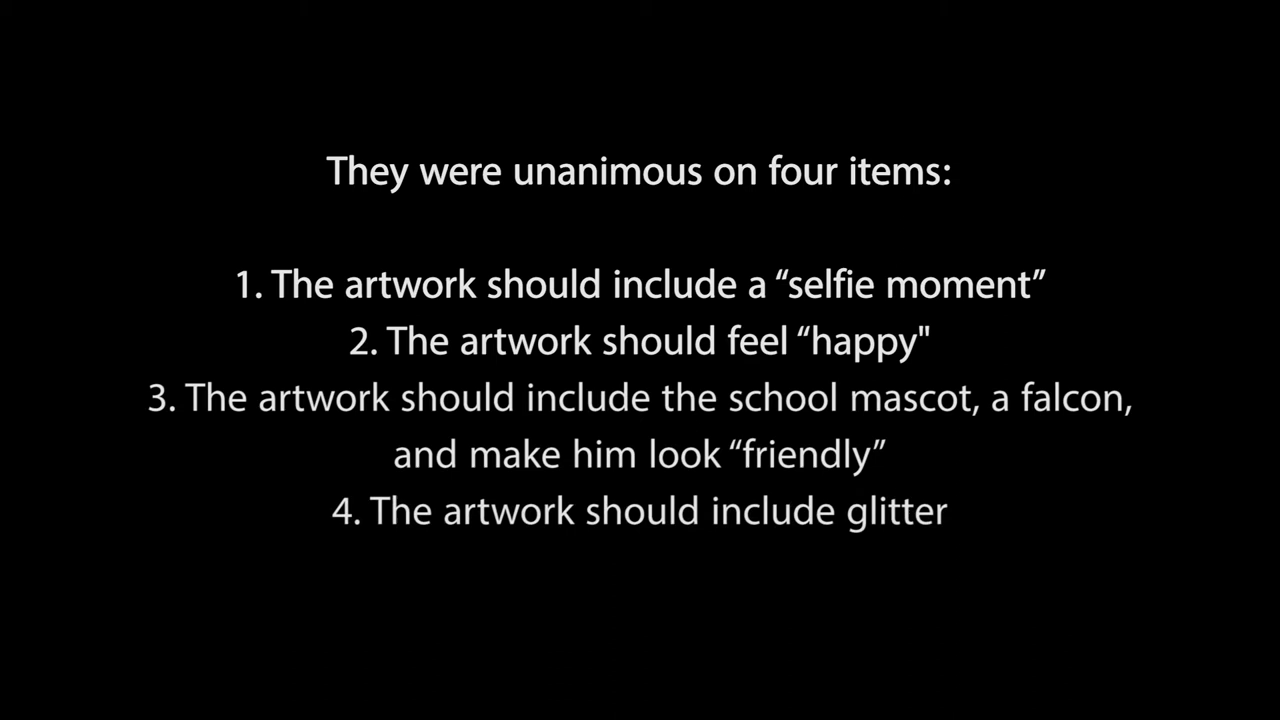 They were unanimous on four items:
1. The artwork should include a “selfie moment”
2. The artwork should feel “happy"
3. The artwork should include the school mascot, a falcon,
and make him look “friendly”
4. The artwork should include glitter